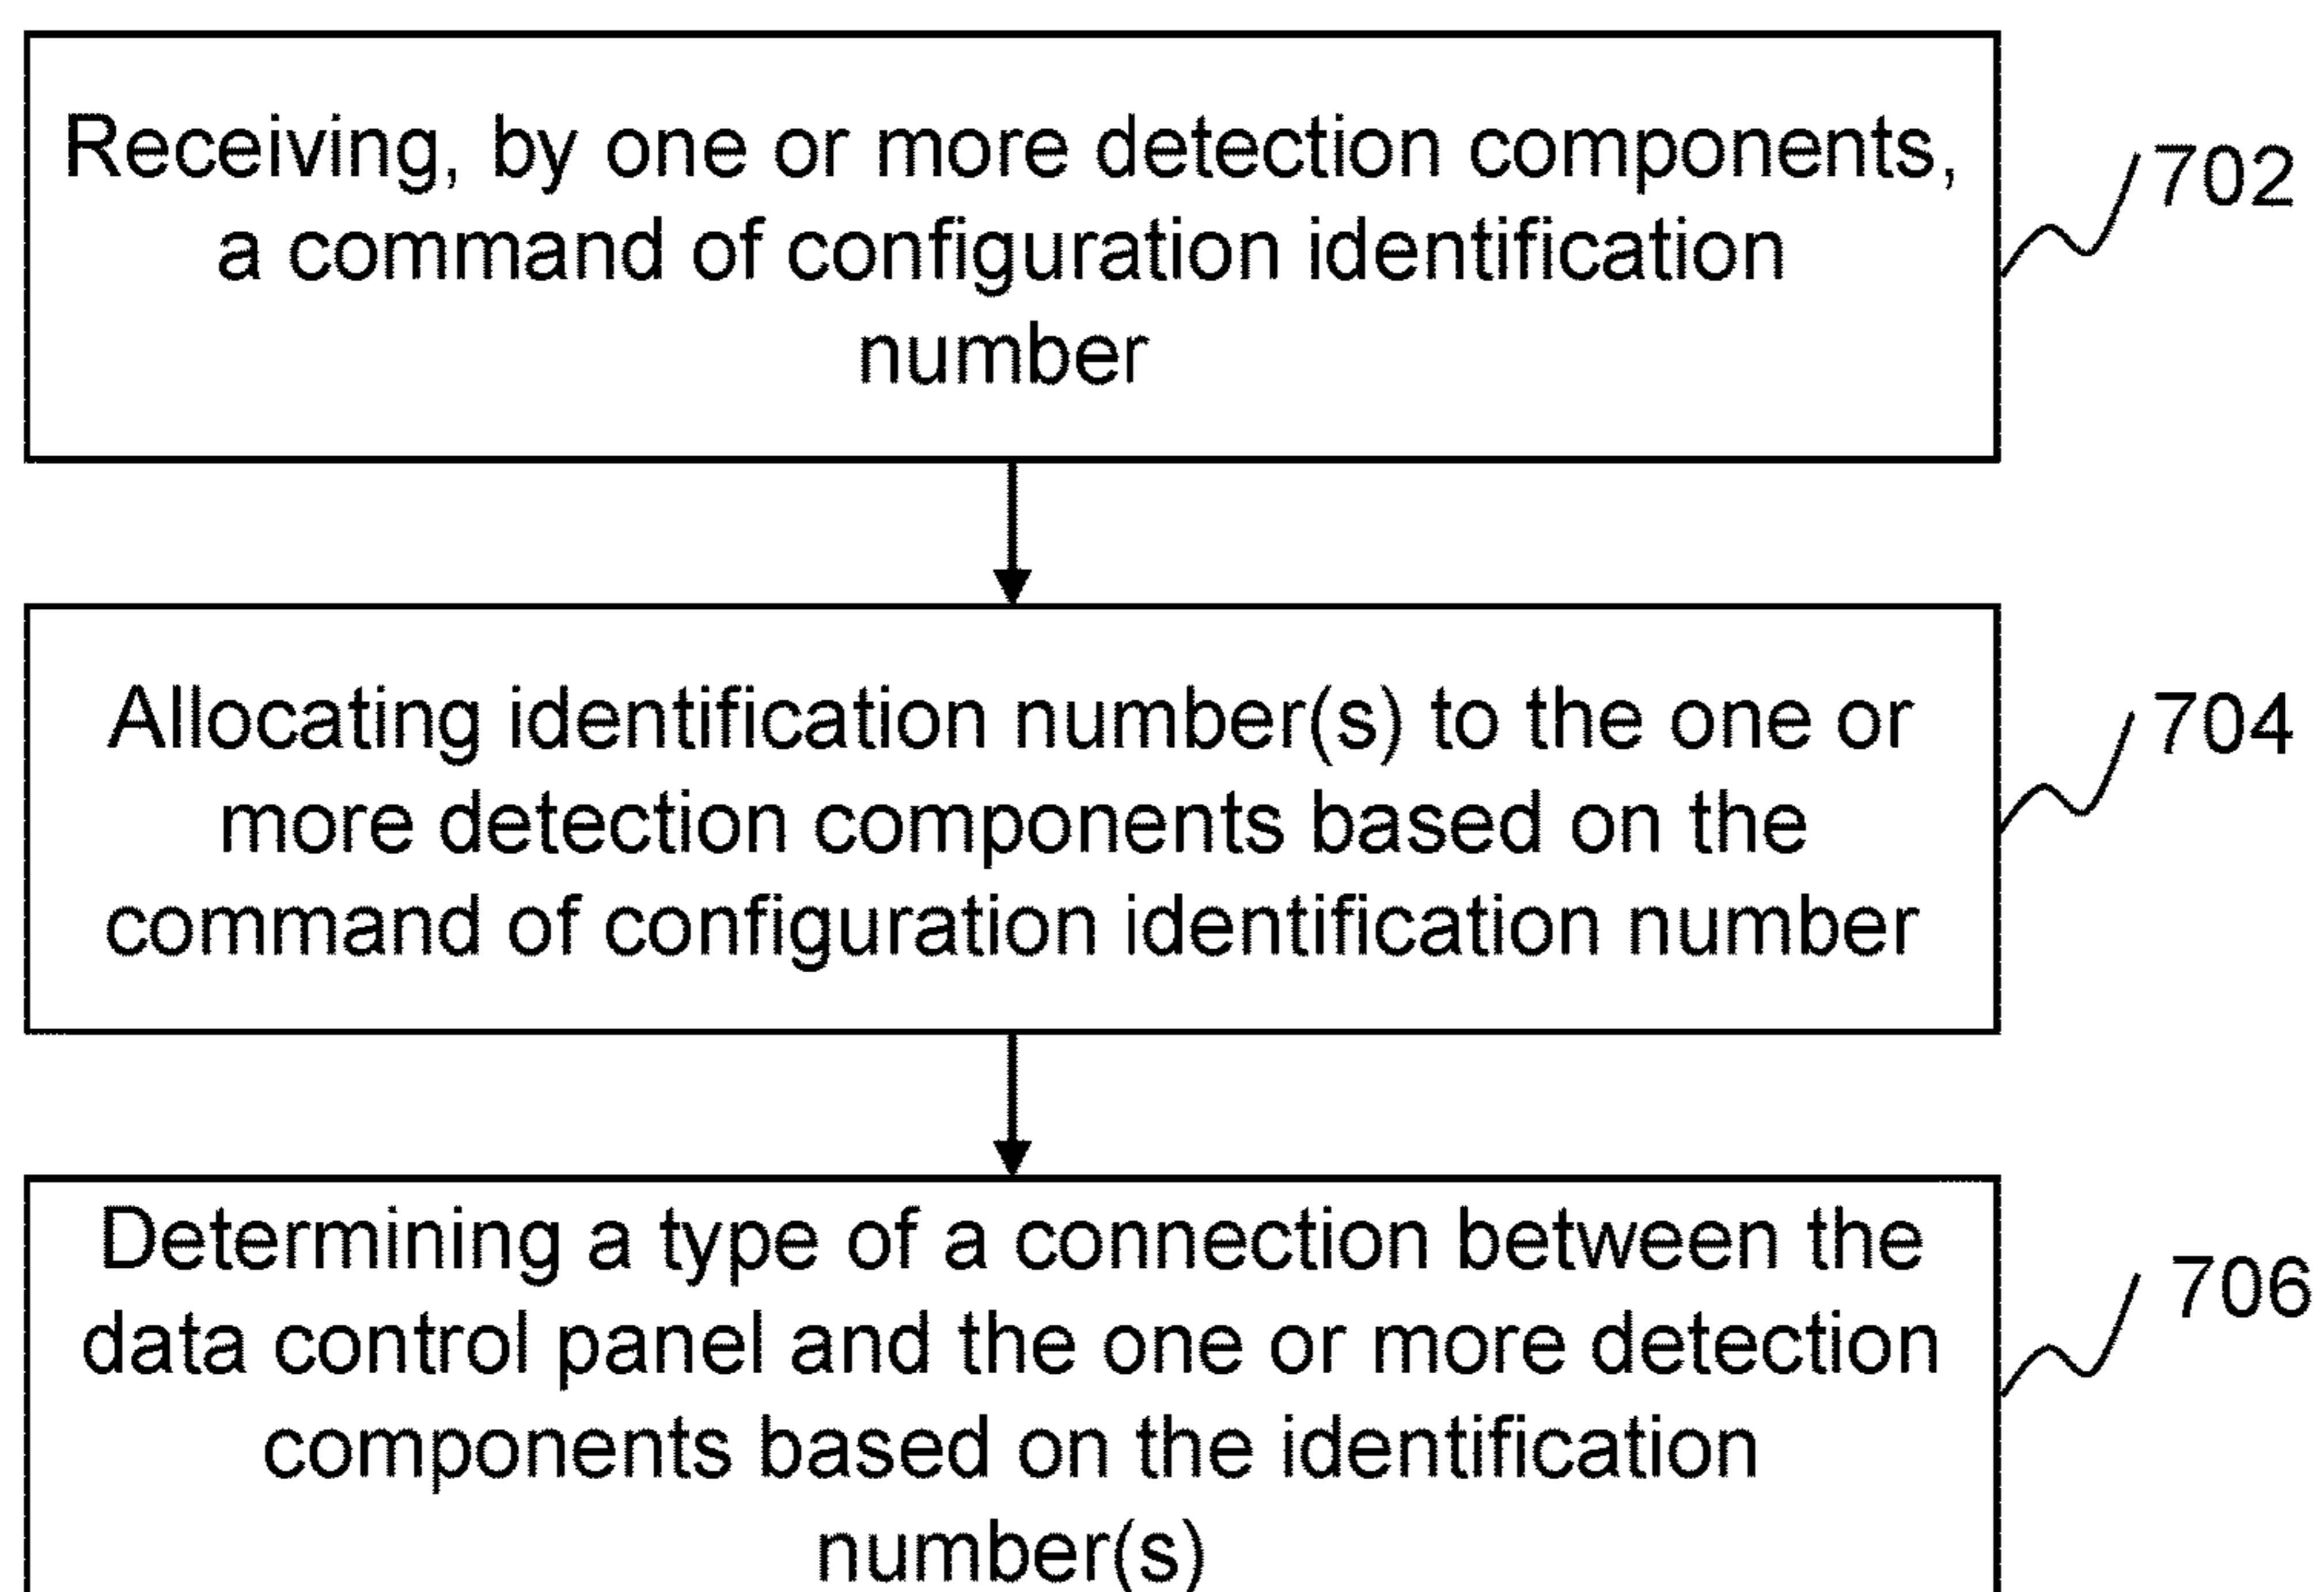 Receiving, by one or more detection components,
a command of configuration identification
number
702
Allocating identification number(s) to the one or
more detection components based on the
command of configuration identification number
704
Determining a type of a connection between the
data control panel and the one or more detection
components based on the identification
number(s)
706